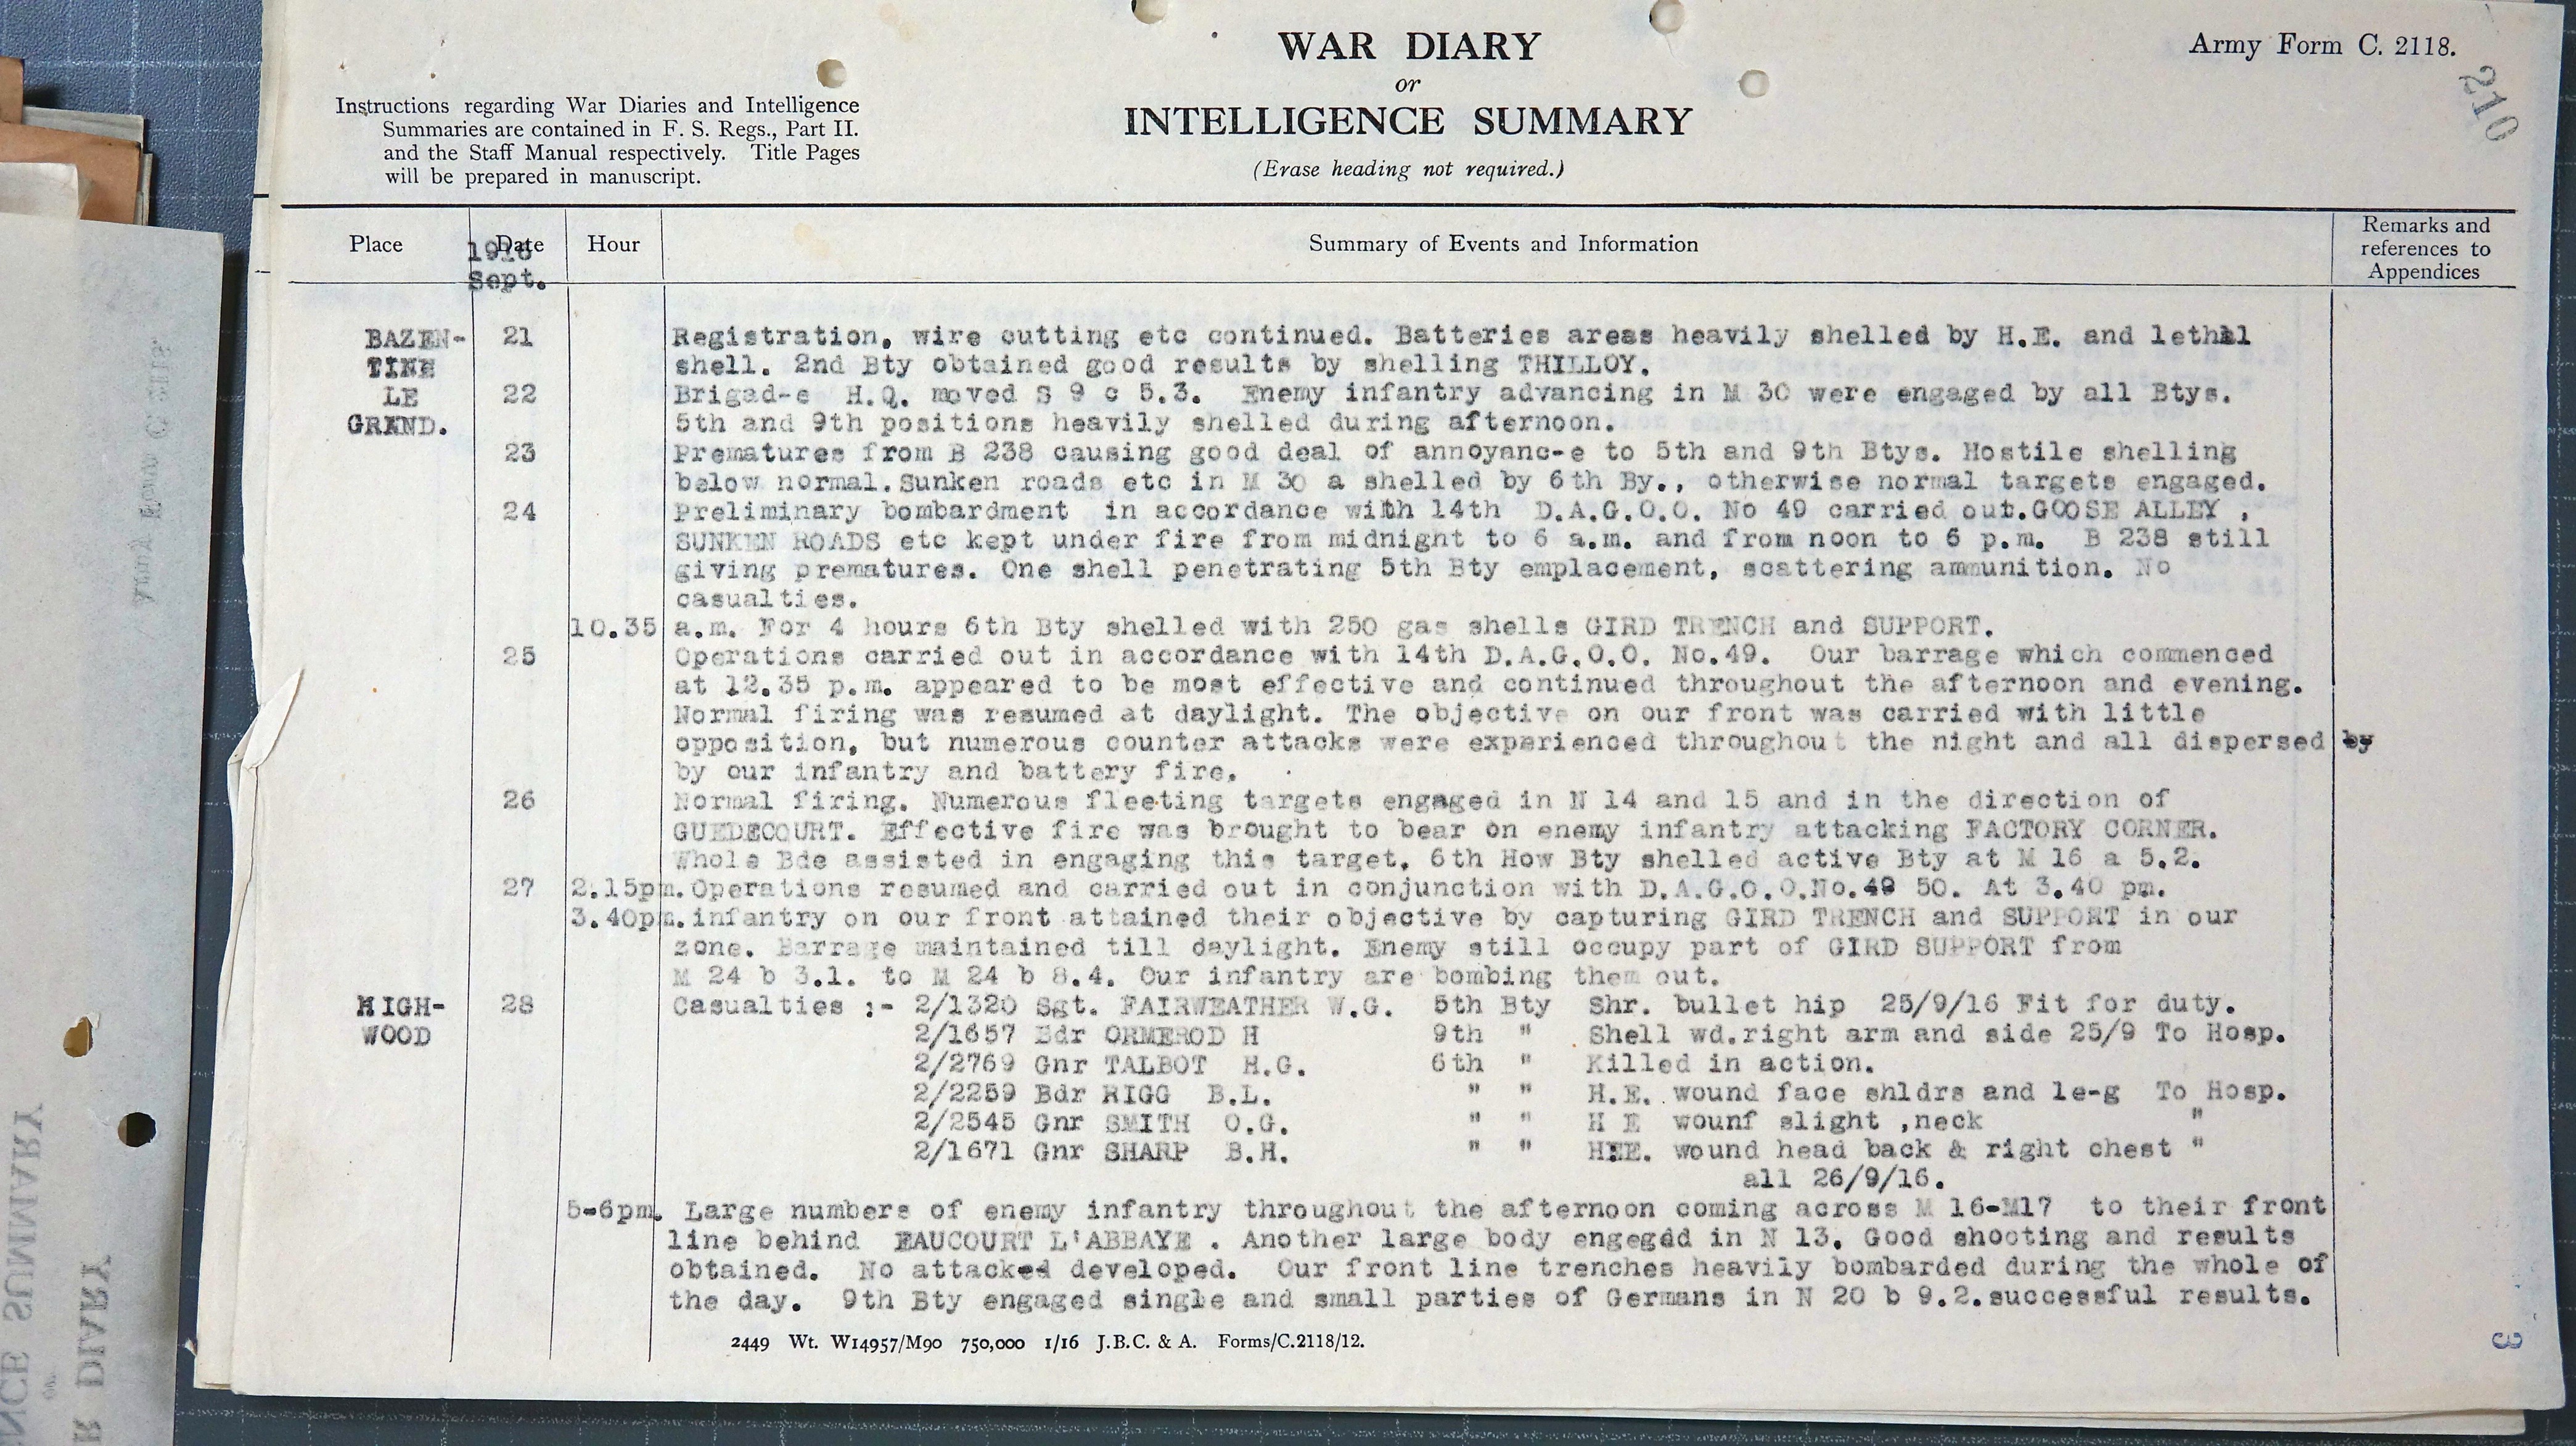 WAR DIARY
or
INTELLIGENCE SUMMARY
(Erase heading not required.)
Army Form C. 2118.
210
Instructions regarding War Diaries and Intelligence
Summaries are contained in F. S. Regs., Part II.
and the Staff Manual respectively. Title Pages
will be prepared in manuscript.
Place Date Hour Summary of Events and Information Remarks and references to Appendices
1916
Sept.
BAZEN- 21 Registration, wire cutting etc continued. Batteries areas heavily shelled by H.E. and lethal
TINE shell. 2nd Bty obtained good results by shelling THILLOY.
LE 22 Brigad-e H.Q. moved S 9 c 5.3. Enemy infantry advancing in M 30 were engaged by all Btys.
GRAND. 5th and 9th positions heavily shelled during afternoon.
23 Prematures from B 238 causing good deal of annoyanc-e to 5th and 9th Btys. Hostile shelling
below normal.Sunken roads etc in M 30 a shelled by 6th By., otherwise normal targets engaged.
24 Preliminary bombardment in accordance with 14th D.A.G.O.O. No 49 carried out.GOOSE ALLEY ,
SUNKEN ROADS etc kept under fire from midnight to 6 a.m. and from noon to 6 p.m. B 238 still
giving prematures. One shell penetrating 5th Bty emplacement, scattering ammunition. No
casualties.
10.35 a.m. For 4 hours 6th Bty shelled with 250 gas shells GIRD TRENCH and SUPPORT.
25 Operations carried out in accordance with 14th D.A.G.O.O. No.49. Our barrage which commenced
at 12.35 p.m. appeared to be most effective and continued throughout the afternoon and evening.
Normal firing was resumed at daylight. The objective on our front was carried with little
opposition, but numerous counter attacks were experienced throughout the night and all dispersed by
by our infantry and battery fire.
26 Normal firing. Numerous fleeting targets engaged in N 14 and 15 and in the direction of
GUEDECOURT. Effective fire was brought to bear on enemy infantry attacking FACTORY CORNER.
Whole Bde assisted in engaging this target, 6th How Bty shelled active Bty at M 16 a 5.2.
27 2.15pm. Operations resumed and carried out in conjunction with D.A.G.O.O.No.49 50. At 3.40 pm.
3.40pm. infantry on our front attained their objective by capturing GIRD TRENCH and SUPPORT in our
zone. Barrage maintained till daylight. Enemy still occupy part of GIRD SUPPORT from
M 24 b 3.1. to M 24 b 8.4. Our infantry are bombing them out.
HIGH- 28 Casualties :- 2/1320 Sgt. FAIRWEATHER W.G. 5th Bty Shr. bullet hip 25/9/16 Fit for duty.
WOOD 2/1657 Bdr ORMEROD H 9th " Shell wd.right arm and side 25/9 To Hosp.
2/2769 Gnr TALBOT H.G. 6th " Killed in action.
2/2259 Bdr RIGG B.L. " " H.E. wound face shldrs and le-g To Hosp.
2/2545 Gnr SMITH O.G. " " H E wounf slight ,neck "
2/1671 Gnr SHARP B.H. " " H.E. wound head back & right chest "
all 26/9/16.
5-6pm. Large numbers of enemy infantry throughout the afternoon coming across M 16-M17 to their front
line behind EAUCOURT L'ABBAYE . Another large body engeged in N 13. Good shooting and results
obtained. No attacked developed. Our front line trenches heavily bombarded during the whole of
the day. 9th Bty engaged single and small parties of Germans in N 20 b 9.2.successful results.
2449 Wt. W14957/M90 750,000 1/16 J.B.C. & A. Forms/C.2118/12.
3